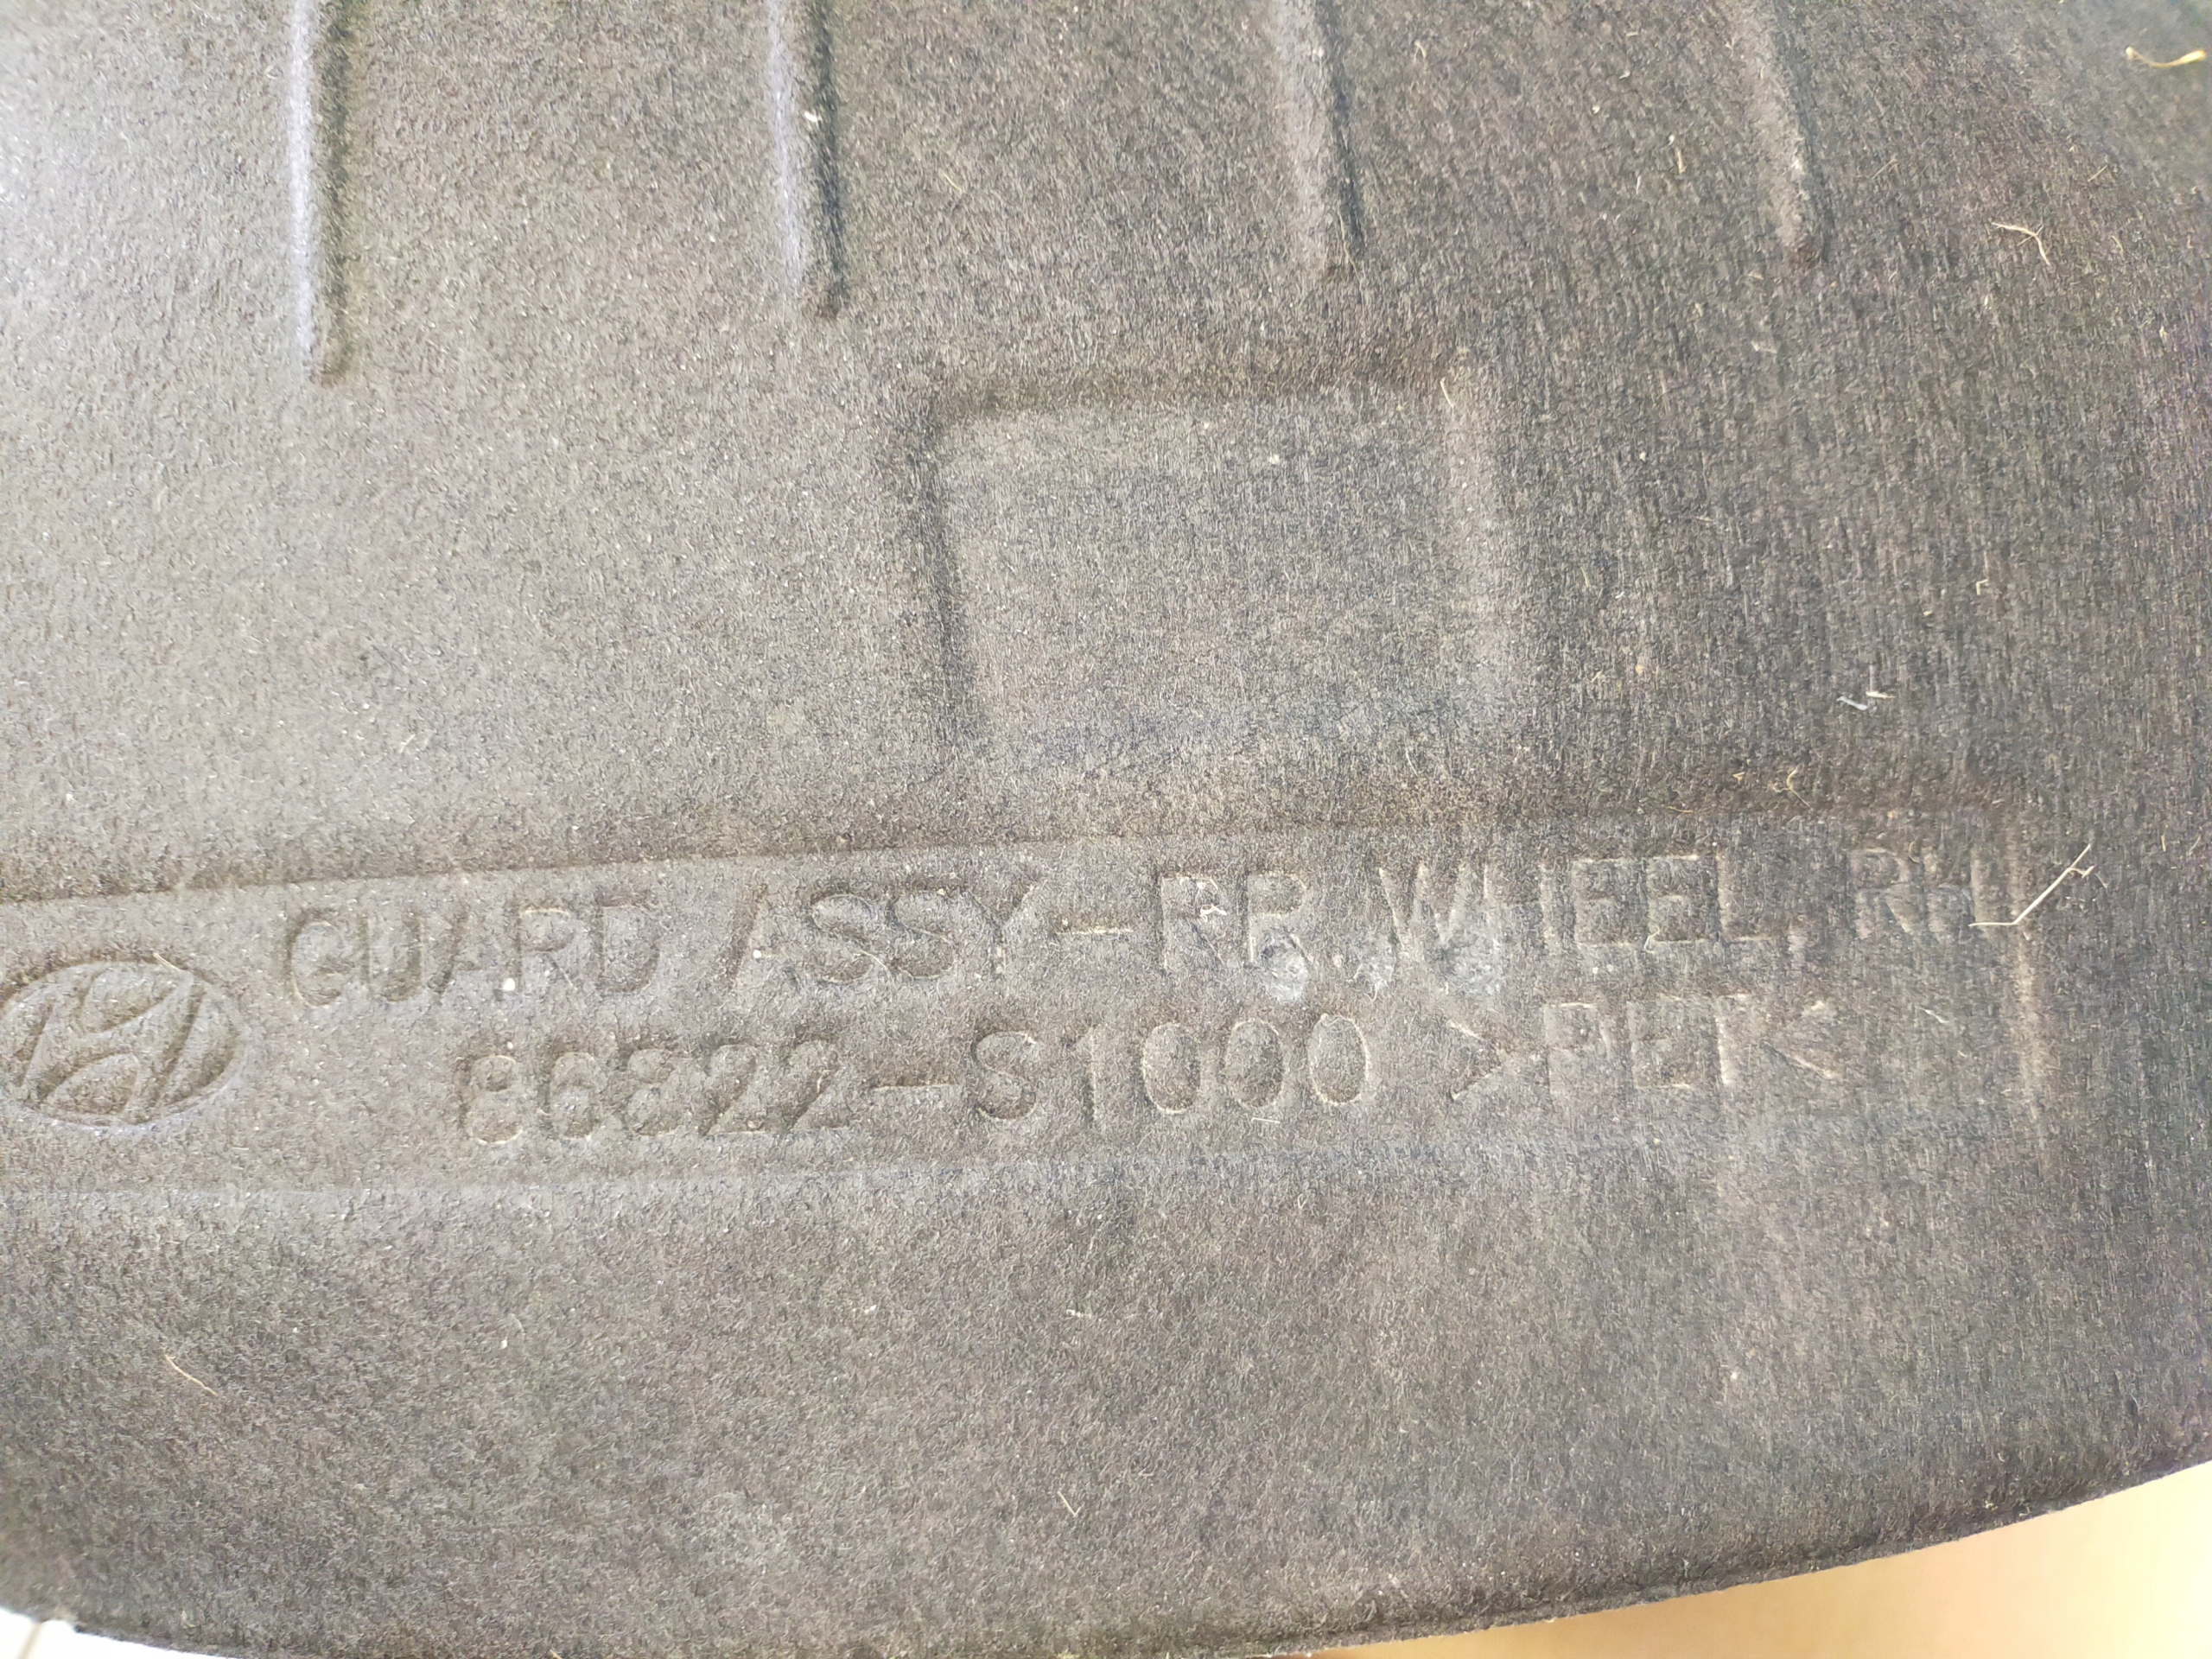 GUARD ASSY-RR.WHEEL, RH
86822-S1000 >PET<